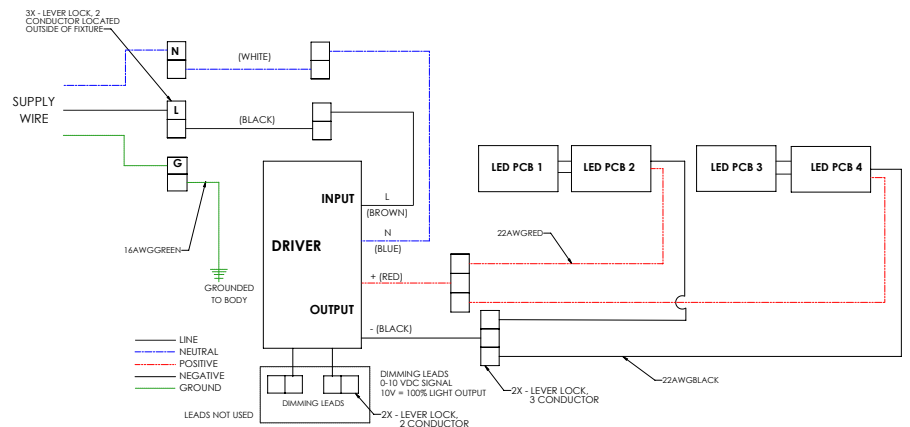 3X - LEVER LOCK, 2
CONDUCTOR LOCATED
OUTSIDE OF FIXTURE
N
(WHITE)
SUPPLY
WIRE
L
(BLACK)
G
16AWGGREEN
GROUNDED
TO BODY
INPUT
DRIVER
OUTPUT
L
(BROWN)
N
(BLUE)
+ (RED)
- (BLACK)
LED PCB 1
LED PCB 2
LED PCB 3
LED PCB 4
22AWGRED
22AWGBLACK
2X - LEVER LOCK,
3 CONDUCTOR
LINE
NEUTRAL
POSITIVE
NEGATIVE
GROUND
DIMMING LEADS
LEADS NOT USED
DIMMING LEADS
0-10 VDC SIGNAL
10V = 100% LIGHT OUTPUT
2X - LEVER LOCK,
2 CONDUCTOR